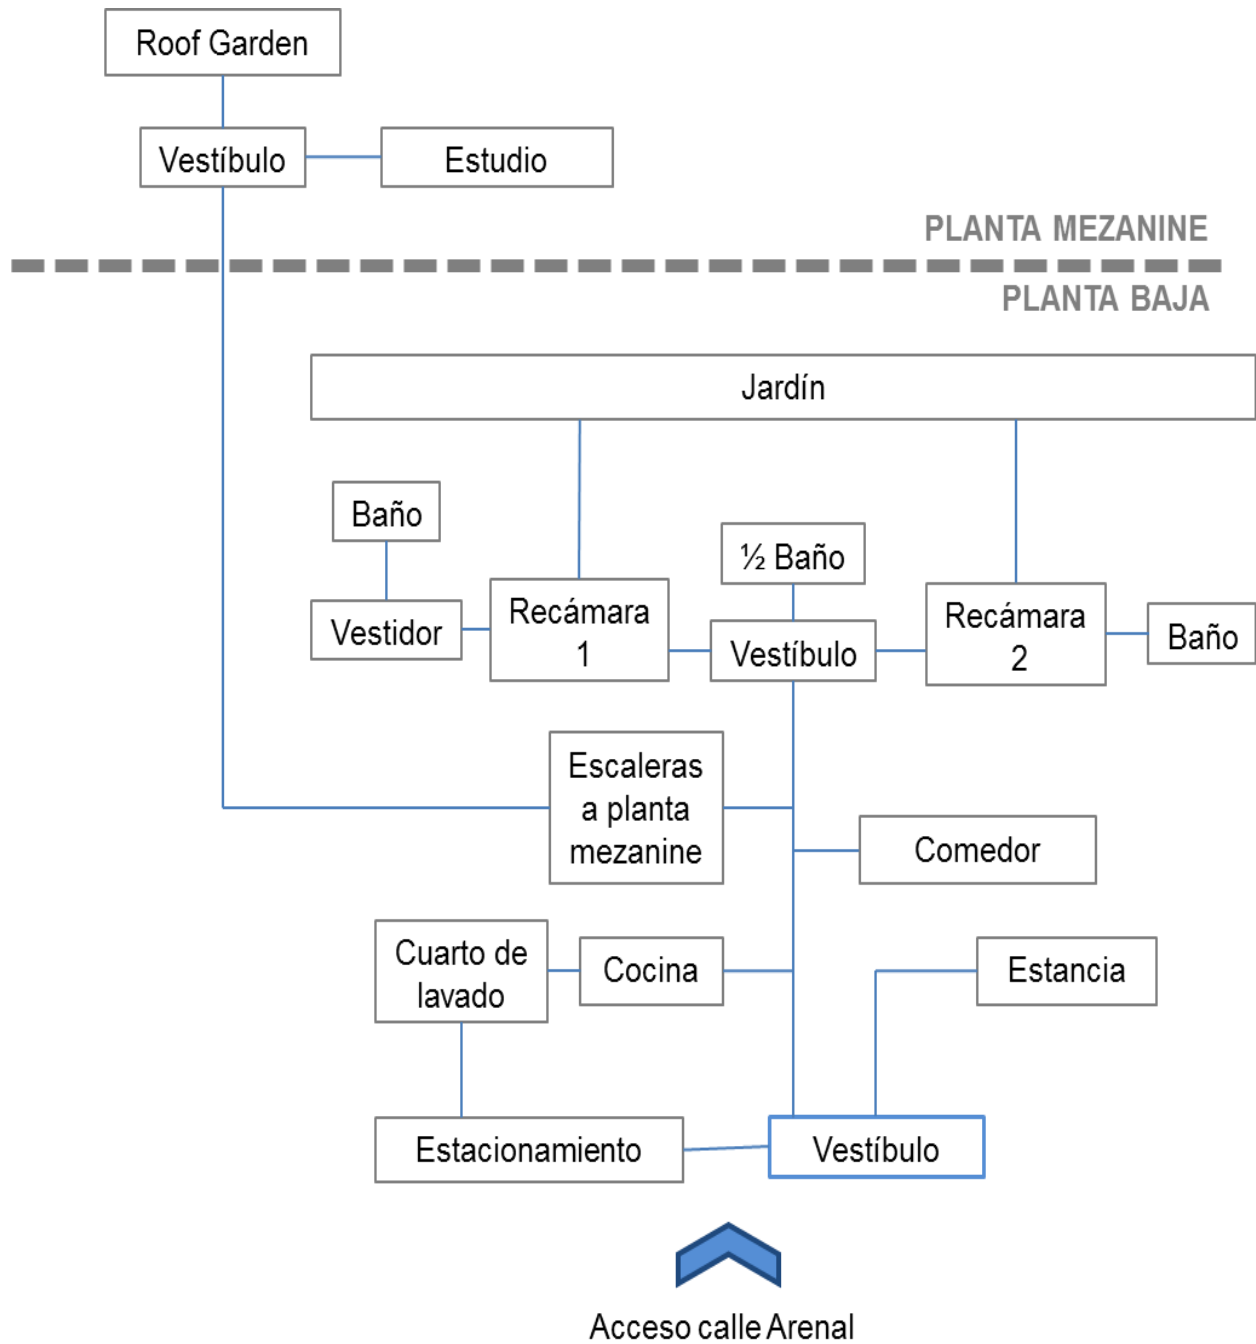 Roof Garden
Vestíbulo
Estudio
PLANTA MEZANINE
PLANTA BAJA
Jardín
Baño
½ Baño
Vestidor
Recámara
1
Vestíbulo
Recámara
2
Baño
Escaleras
a planta
mezanine
Comedor
Cuarto de
lavado
Cocina
Estancia
Estacionamiento
Vestíbulo
Acceso calle Arenal